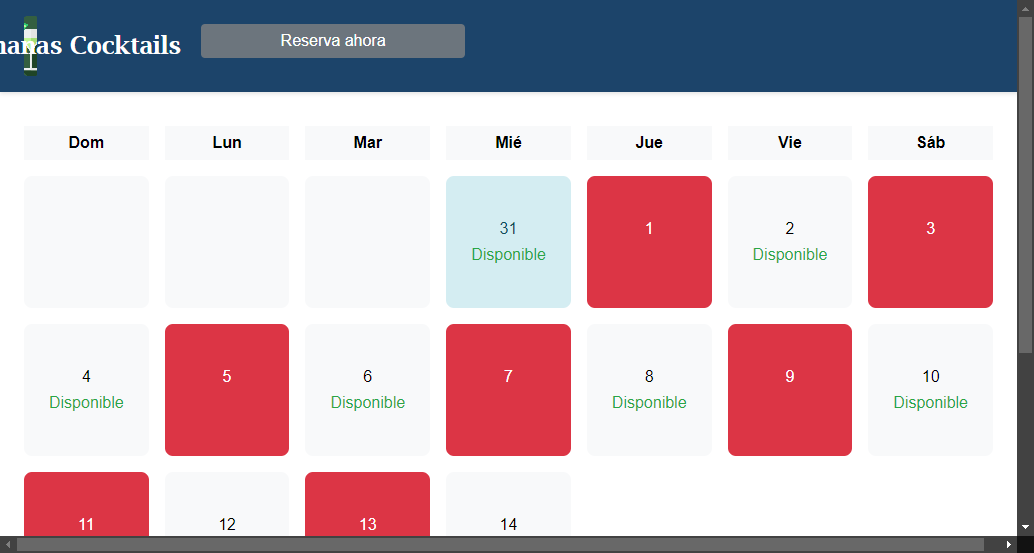 anas Cocktails
Reserva ahora
Dom Lun Mar Mié Jue Vie Sáb
31 1 2 3
Disponible Disponible
4 5 6 7 8 9 10
Disponible Disponible Disponible Disponible
11 12 13 14